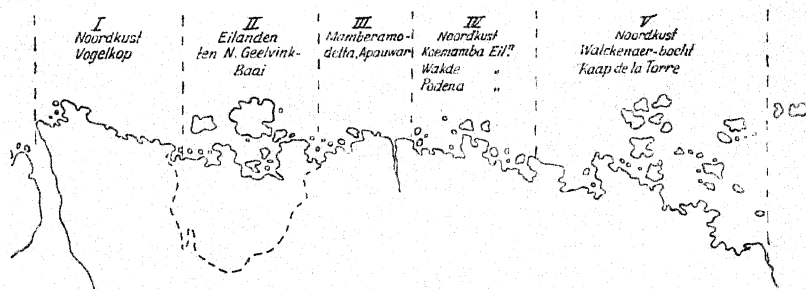 I
Noordkust
Vogelkop
II
Eilanden
ten N. Geelvink-
Baai
III
Mamberamo-
delta, Apauwar
IV
Noordkust
Koemamba Eil.n
Wakde "
Podena "
V
Noordkust
Walckenaer-bocht
Kaap de la Torre